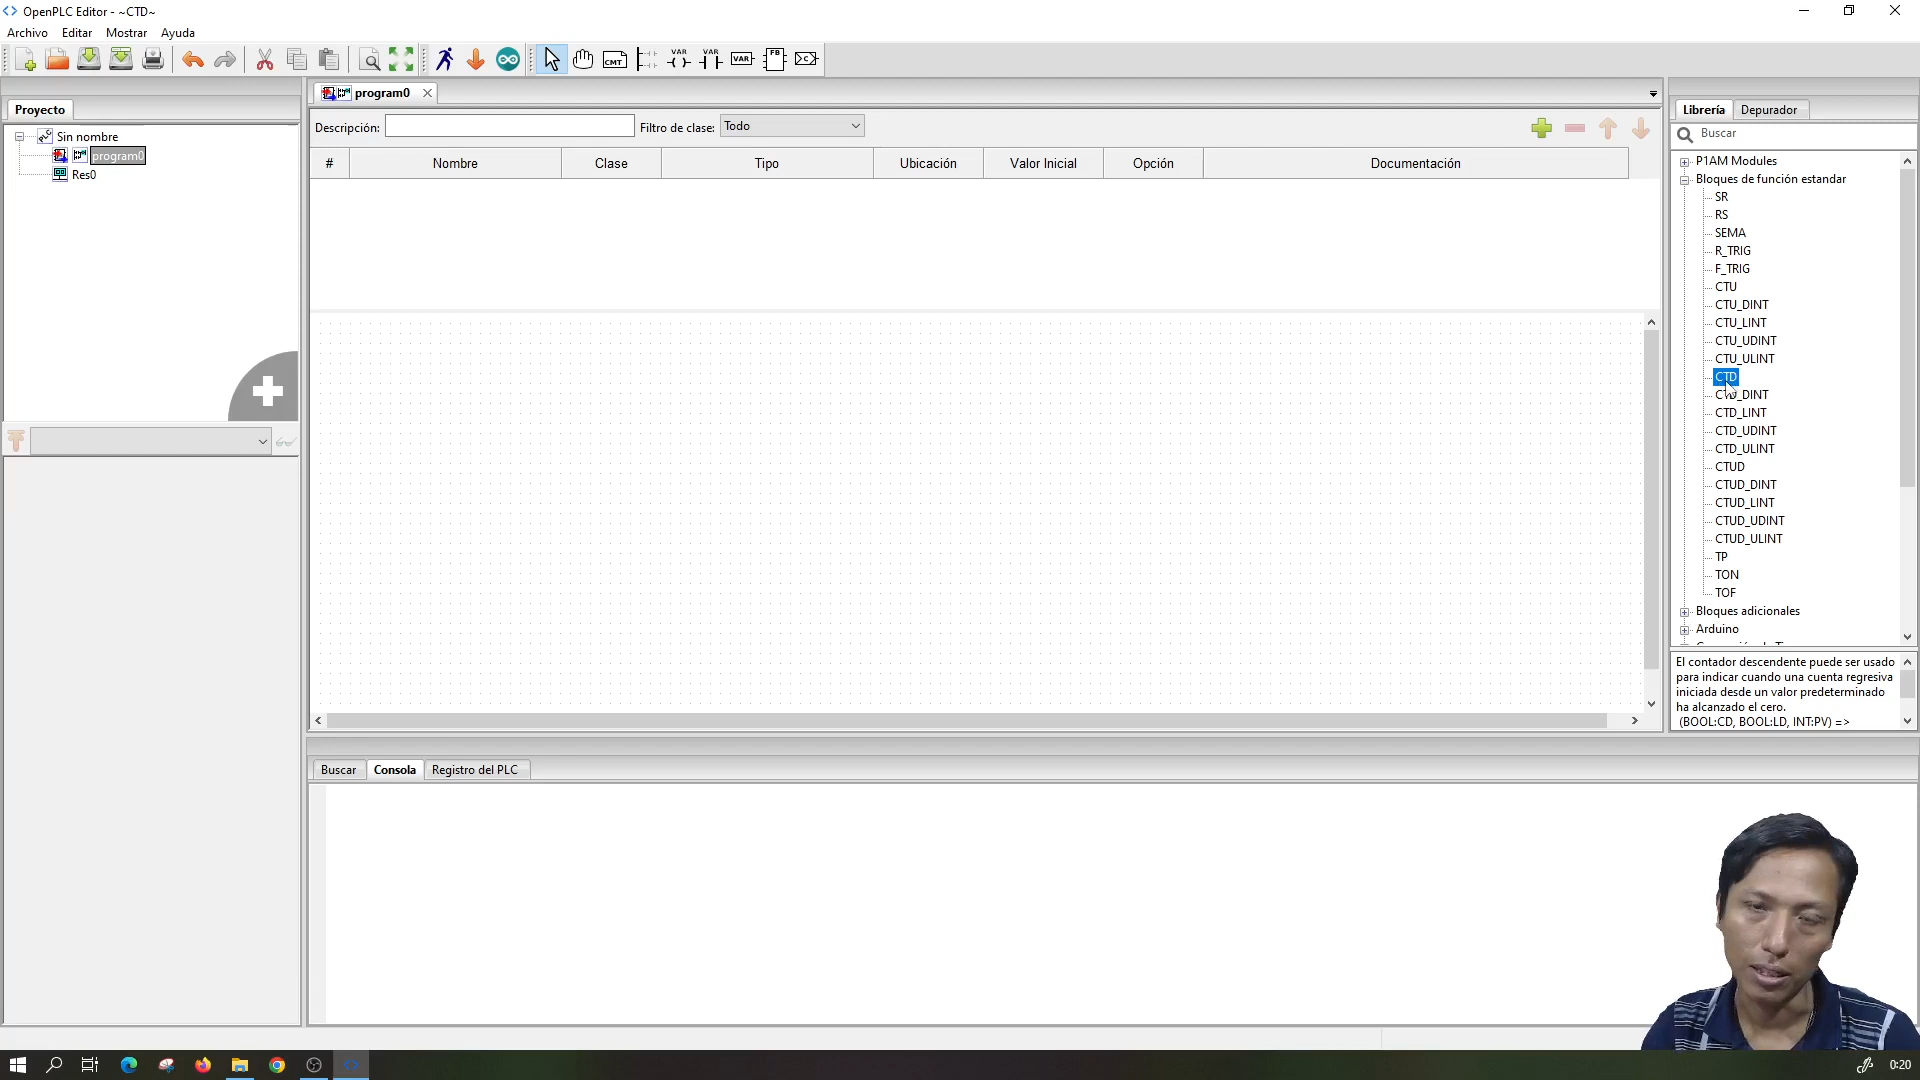 OpenPLC Editor - ~CTD~
Archivo Editar Mostrar Ayuda
CMT VAR VAR VAR FB >C>
Proyecto
program0
Librería Depurador
Sin nombre
program0
Res0
Descripción: Filtro de clase: Todo
# Nombre Clase Tipo Ubicación Valor Inicial Opción Documentación
Buscar
P1AM Modules
Bloques de función estandar
SR
RS
SEMA
R_TRIG
F_TRIG
CTU
CTU_DINT
CTU_LINT
CTU_UDINT
CTU_ULINT
CTD
CTD_DINT
CTD_LINT
CTD_UDINT
CTD_ULINT
CTUD
CTUD_DINT
CTUD_LINT
CTUD_UDINT
CTUD_ULINT
TP
TON
TOF
Bloques adicionales
Arduino
El contador descendente puede ser usado
para indicar cuando una cuenta regresiva
iniciada desde un valor predeterminado
ha alcanzado el cero.
(BOOL:CD, BOOL:LD, INT:PV) =>
Buscar Consola Registro del PLC
0:20